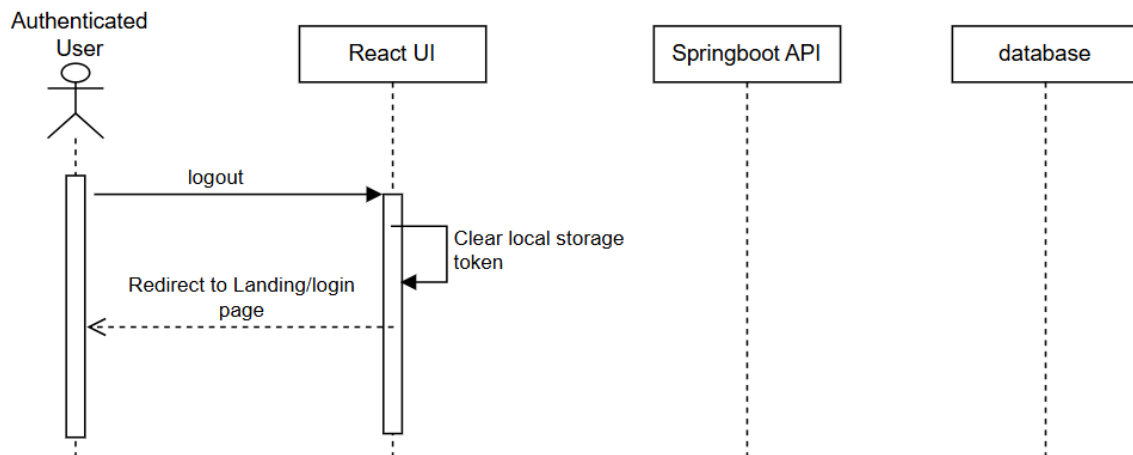 Authenticated
User
React UI
Springboot API
database
logout
Clear local storage
token
Redirect to Landing/login
page